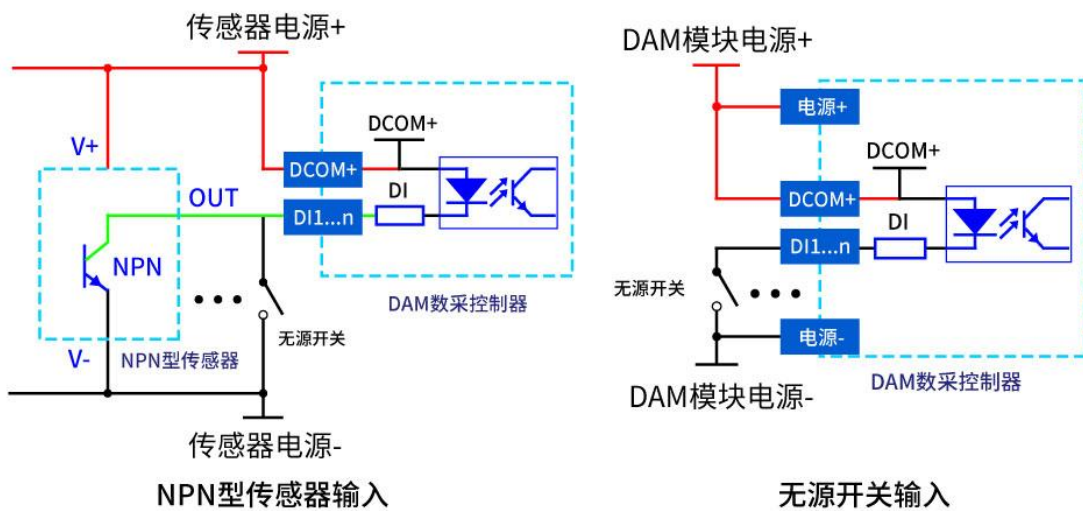 传感器电源+
V+
DCOM+
DCOM+
OUT
DI
DI1...n
NPN
无源开关
DAM数采控制器
V-
NPN型传感器
传感器电源-
NPN型传感器输入
DAM模块电源+
电源+
DCOM+
DCOM+
DI
DI1...n
无源开关
电源-
DAM模块电源-
DAM数采控制器
无源开关输入